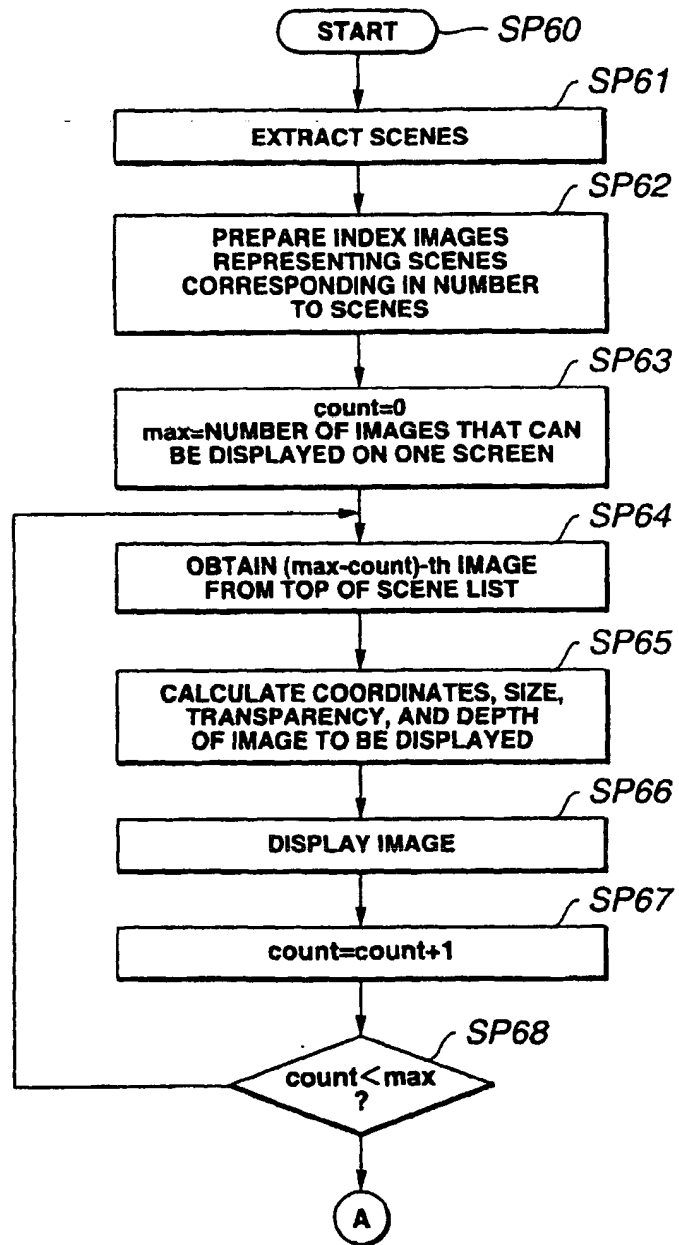 START
SP60
SP61
EXTRACT SCENES
SP62
PREPARE INDEX IMAGES
REPRESENTING SCENES
CORRESPONDING IN NUMBER
TO SCENES
SP63
count=0
max=NUMBER OF IMAGES THAT CAN
BE DISPLAYED ON ONE SCREEN
SP64
OBTAIN (max-count)-th IMAGE
FROM TOP OF SCENE LIST
SP65
CALCULATE COORDINATES, SIZE,
TRANSPARENCY, AND DEPTH
OF IMAGE TO BE DISPLAYED
SP66
DISPLAY IMAGE
SP67
count=count+1
SP68
count<max
?
A